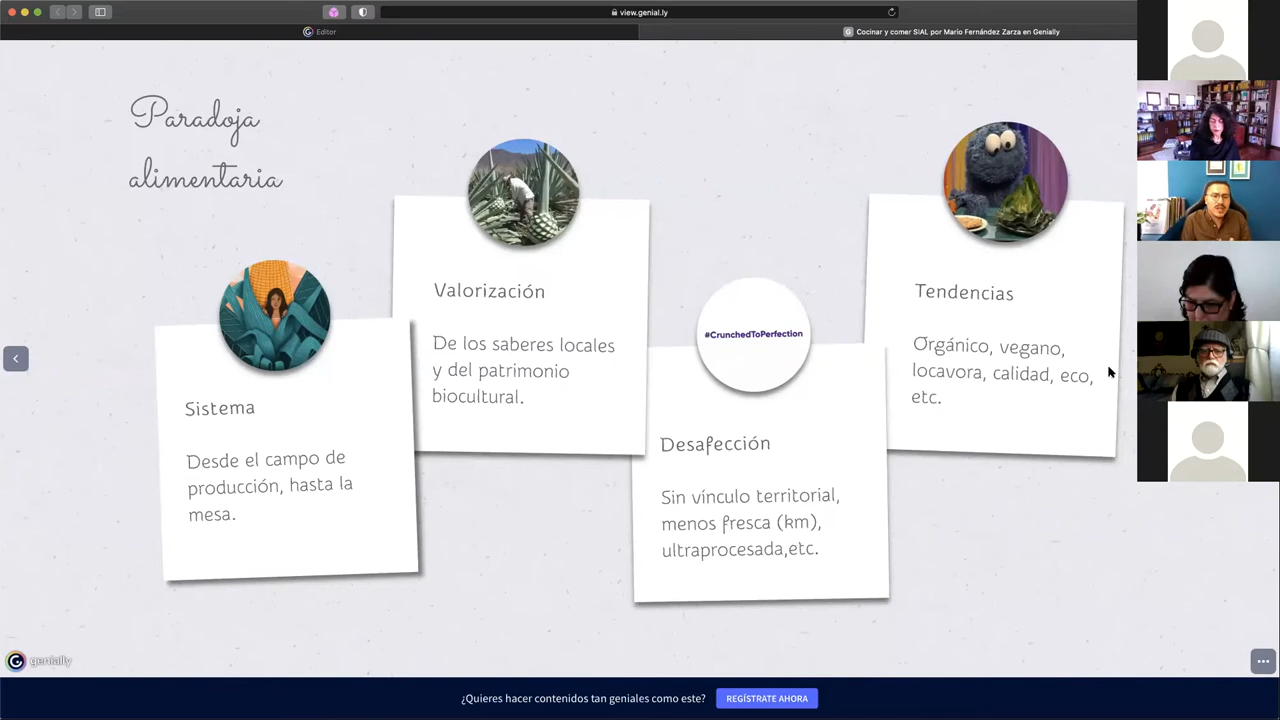 view.genial.ly
Editor
Cocinar y comer SIAL por Mario Fernández Zarza en Genially
Paradoja
alimentaria
Sistema
Desde el campo de
producción, hasta la
mesa.
Valorización
De los saberes locales
y del patrimonio
biocultural.
#CrunchedToPerfection
Desafección
Sin vínculo territorial,
menos fresca (km),
ultraprocesada,etc.
Tendencias
Orgánico, vegano,
locavora, calidad, eco,
etc.
genially
¿Quieres hacer contenidos tan geniales como este?
REGÍSTRATE AHORA